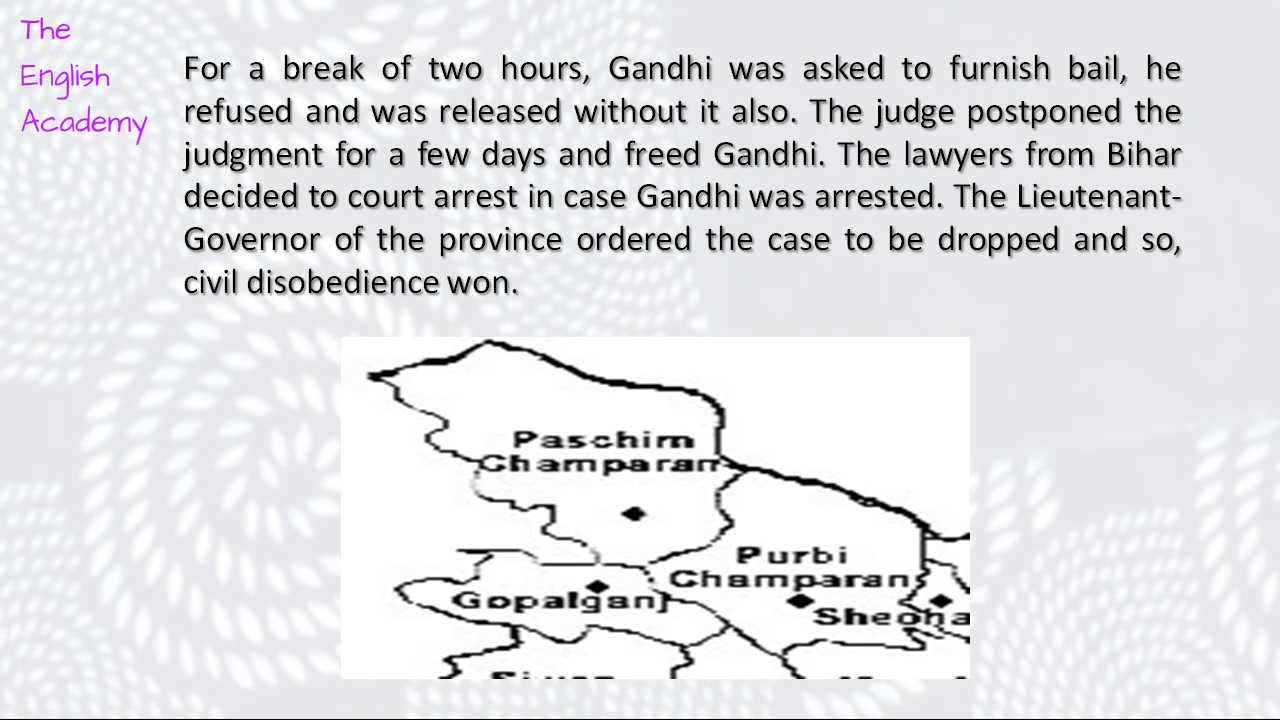 The
English
Academy
For a break of two hours, Gandhi was asked to furnish bail, he
refused and was released without it also. The judge postponed the
judgment for a few days and freed Gandhi. The lawyers from Bihar
decided to court arrest in case Gandhi was arrested. The Lieutenant-
Governor of the province ordered the case to be dropped and so,
civil disobedience won.
Paschim
Champaran
Purbi
Champaran
Gopalganj
Sheoha